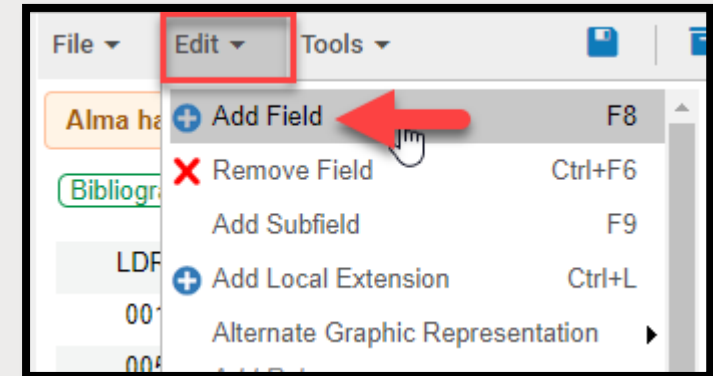 File Edit Tools
Alma ha
Add Field F8
Remove Field Ctrl+F6
Bibliogra
Add Subfield F9
LDR
Add Local Extension Ctrl+L
001
Alternate Graphic Representation
005